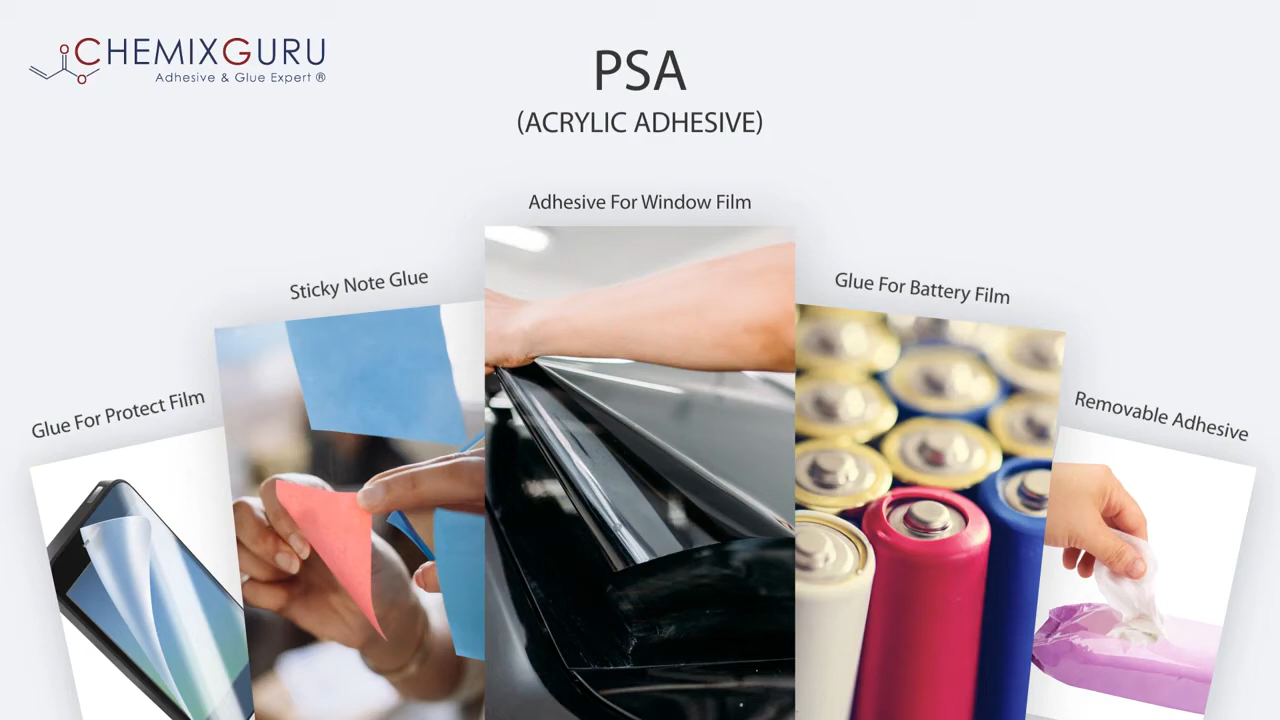 CHEMIXGURU
Adhesive & Glue Expert ®
O
O
PSA
(ACRYLIC ADHESIVE)
Adhesive For Window Film
Sticky Note Glue
Glue For Battery Film
Glue For Protect Film
Removable Adhesive